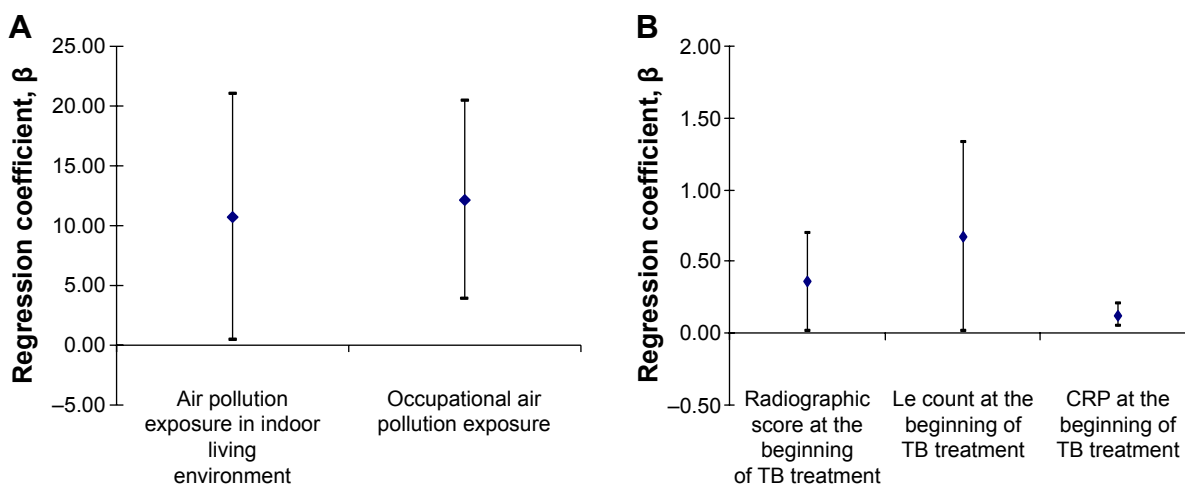 A
Regression coefficient, β
25.00
20.00
15.00
10.00
5.00
0.00
–5.00
Air pollution
exposure in indoor
living
environment
Occupational air
pollution exposure
B
Regression coefficient, β
2.00
1.50
1.00
0.50
0.00
–0.50
Radiographic
score at the
beginning
of TB treatment
Le count at the
beginning of
TB treatment
CRP at the
beginning of
TB treatment